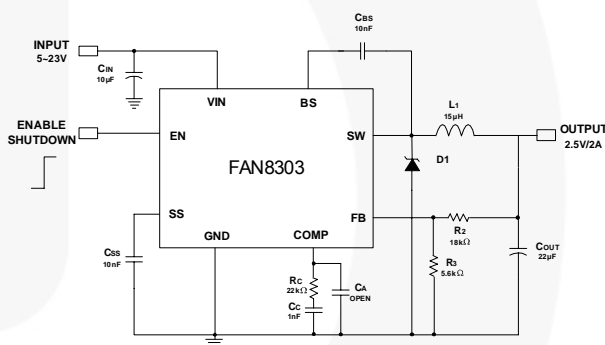 CBS
10nF
INPUT
5~23V
CIN
10µF
VIN
BS
L1
15µH
ENABLE
SHUTDOWN
EN
SW
OUTPUT
2.5V/2A
D1
FAN8303
SS
FB
GND
COMP
R2
18kΩ
CSS
10nF
RC
22kΩ
CA
OPEN
CC
1nF
R3
5.6kΩ
COUT
22µF